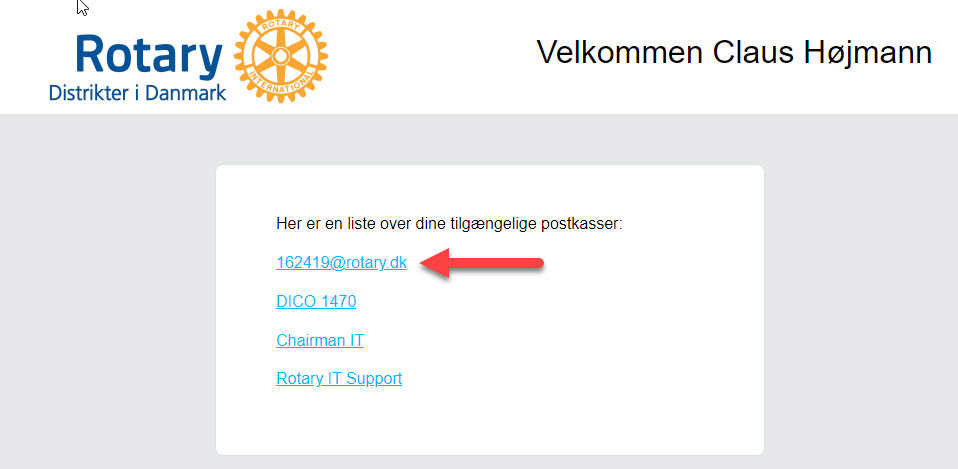 Rotary
Distrikter i Danmark
ROTARY
INTERNATIONAL
Velkommen Claus Højmann
Her er en liste over dine tilgængelige postkasser:
162419@rotary.dk
DICO 1470
Chairman IT
Rotary IT Support